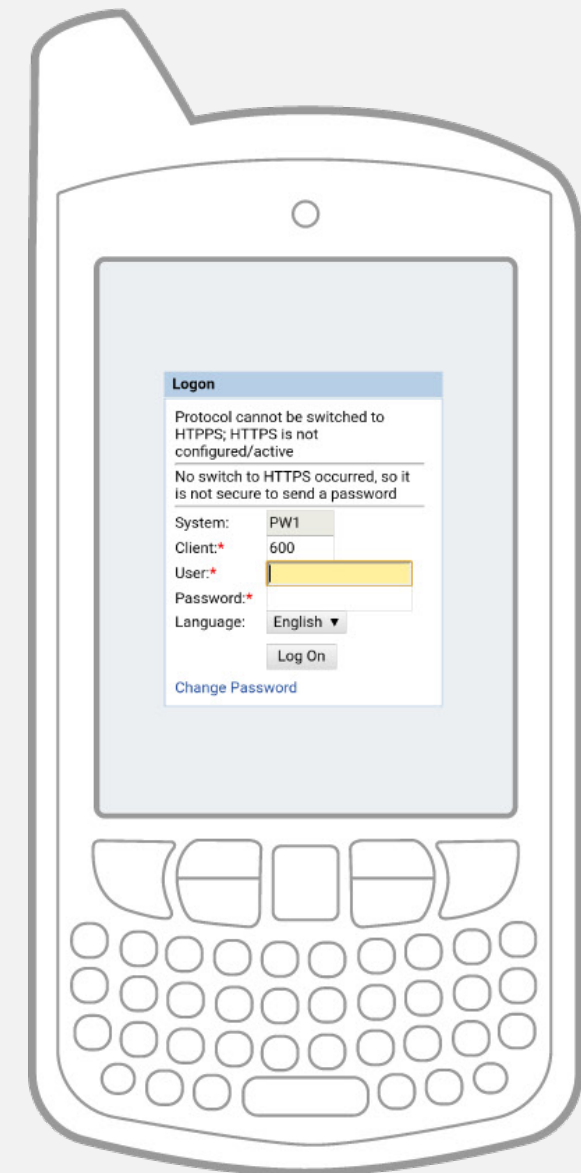 Logon
Protocol cannot be switched to
HTPPS; HTTPS is not
configured/active
No switch to HTTPS occurred, so it
is not secure to send a password
System: PW1
Client:* 600
User:*
Password:*
Language: English ▼
Log On
Change Password